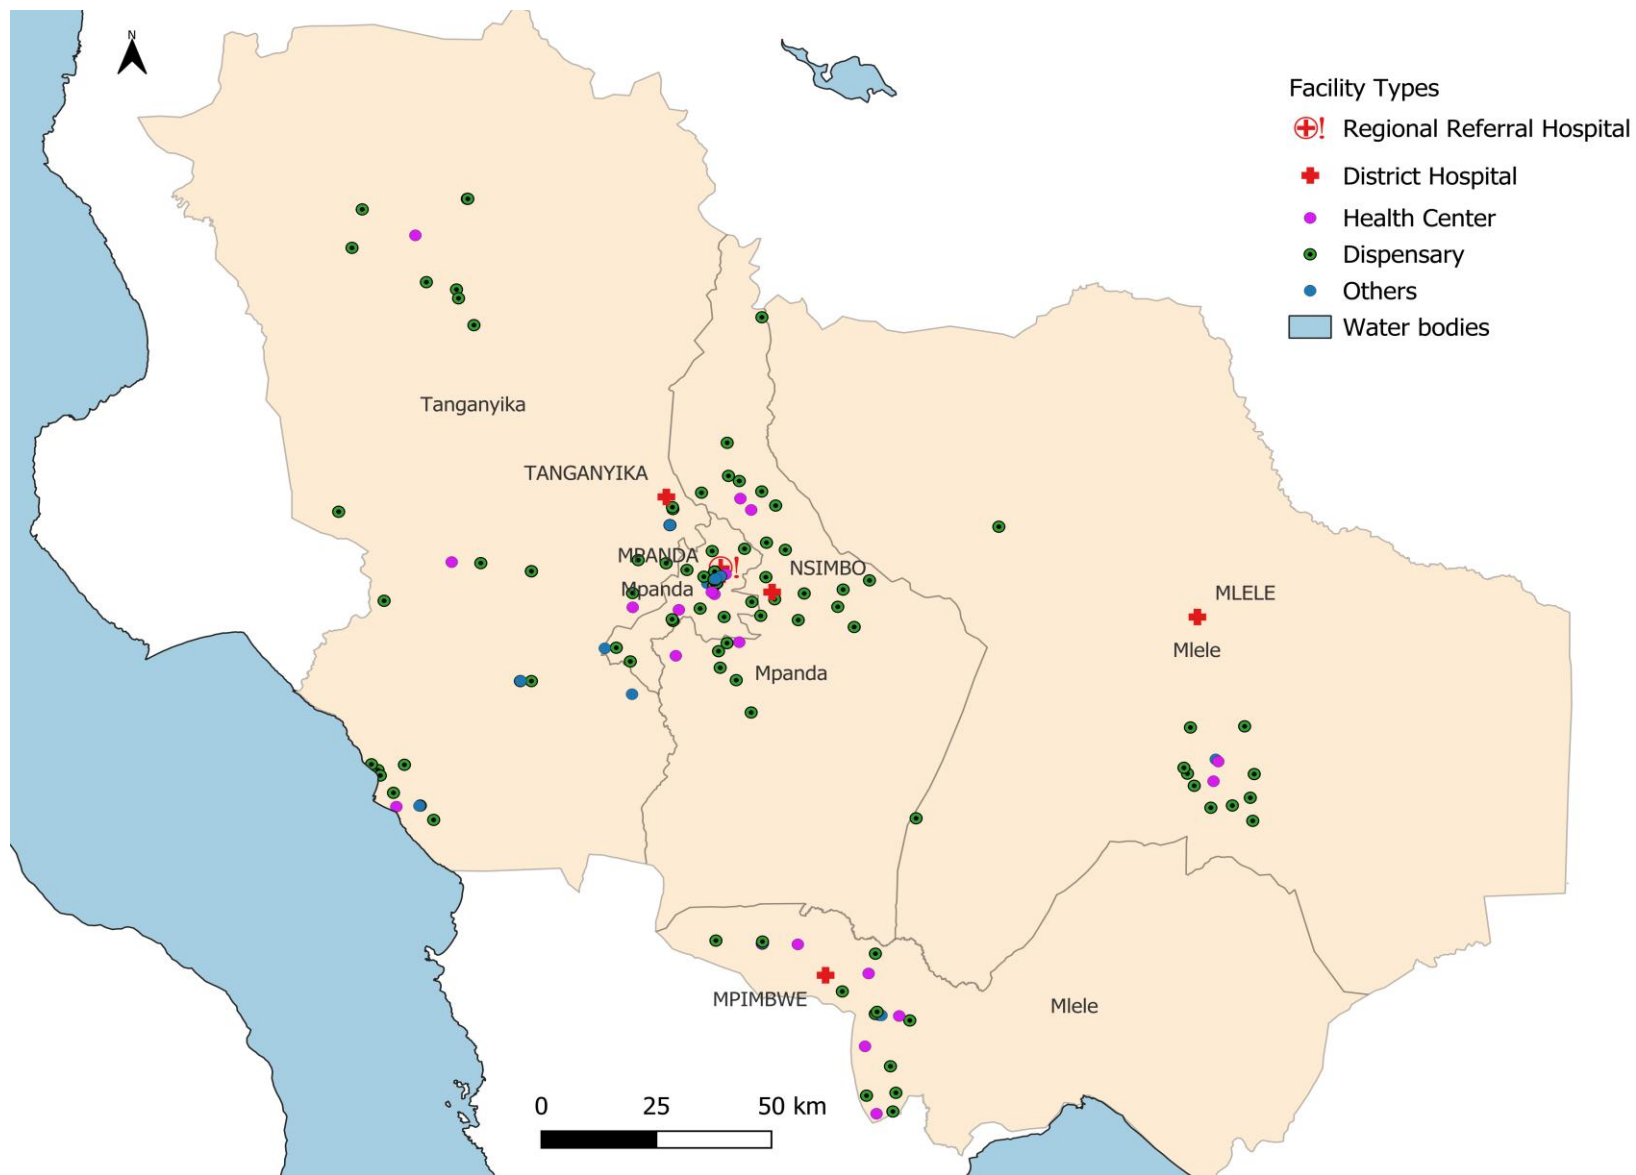 N
Facility Types
Regional Referral Hospital
District Hospital
Health Center
Dispensary
Others
Water bodies
Tanganyika
TANGANYIKA
MPANDA
NSIMBO
Mpanda
MLELE
Mlele
Mpanda
MPIMBWE
Mlele
0 25 50 km